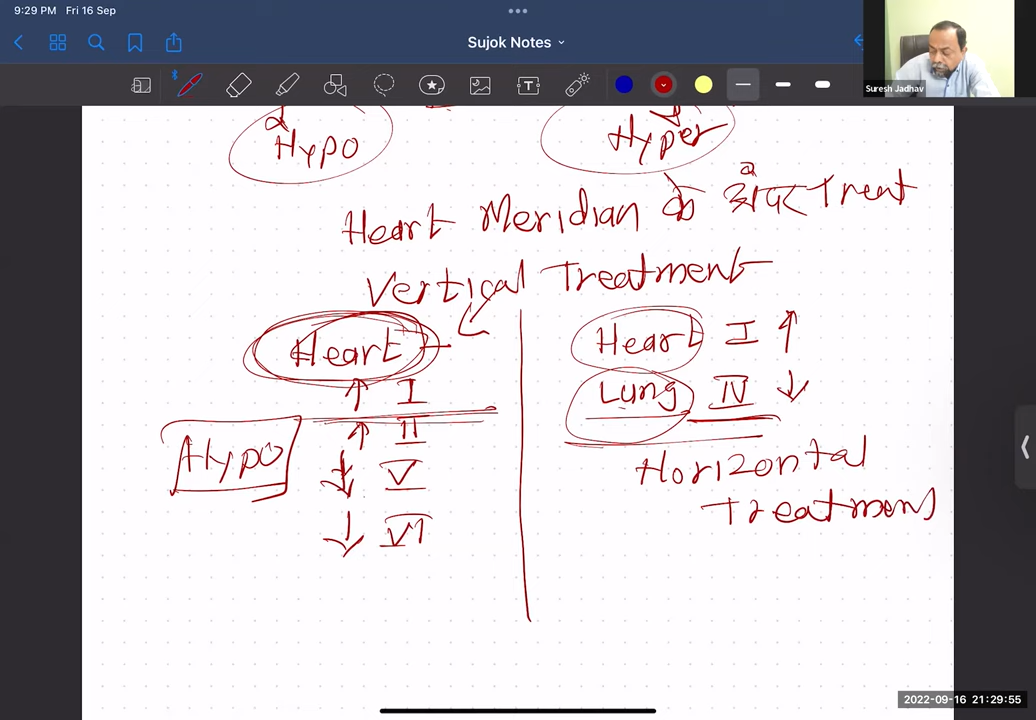 9:29 PM Fri 16 Sep
Sujok Notes
Suresh Jadhav
Hypo Hyper
Heart Meridian के ऊपर Treat
Vertical Treatment
Heart
↑ I
Hypo
↑ II
↓ V
↓ VI
Heart I ↑
Lung IV ↓
Horizontal
Treatment
2022-09-16 21:29:55